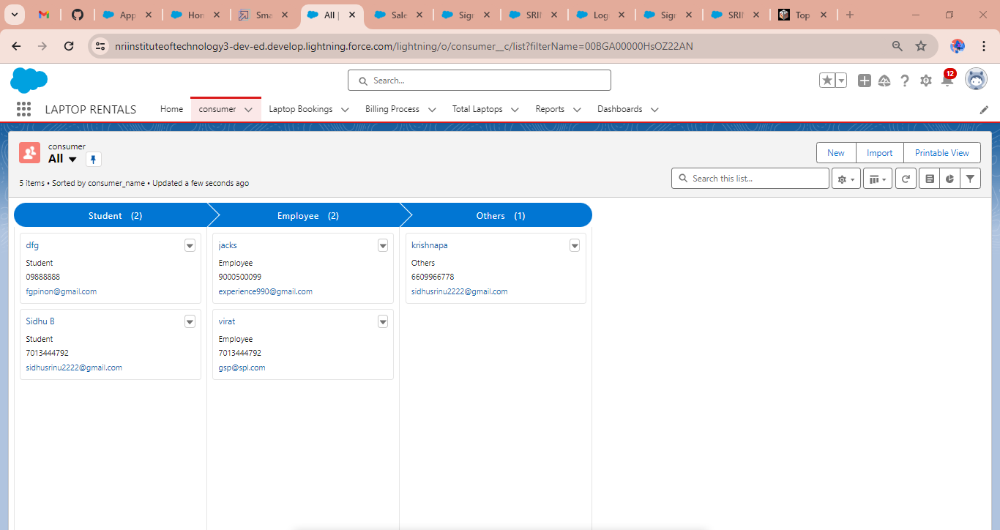 App
Hon
Sma
All |
Sale
Sign
SRIN
Log
Sign
SRIN
Top
nriinstituteoftechnology3-dev-ed.develop.lightning.force.com/lightning/o/consumer__c/list?filterName=00BGA00000HsOZ22AN
Search...
12
LAPTOP RENTALS
Home
consumer
Laptop Bookings
Billing Process
Total Laptops
Reports
Dashboards
consumer
All
New
Import
Printable View
5 items • Sorted by consumer_name • Updated a few seconds ago
Search this list...
Student (2)
Employee (2)
Others (1)
dfg
Student
09888888
fgpinon@gmail.com
Sidhu B
Student
7013444792
sidhusrinu2222@gmail.com
jacks
Employee
9000500099
experience990@gmail.com
virat
Employee
7013444792
gsp@spl.com
krishnapa
Others
6609966778
sidhusrinu2222@gmail.com